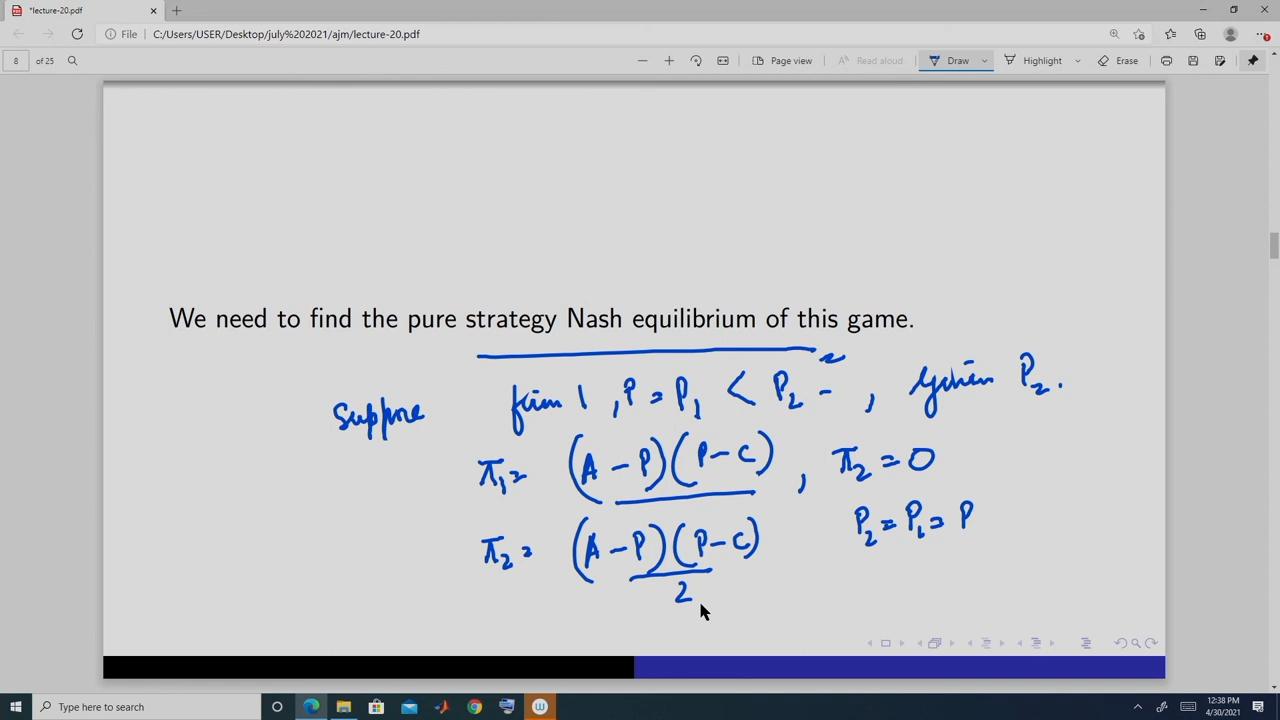 *lecture-20.pdf
File C:/Users/USER/Desktop/july%202021/ajm/lecture-20.pdf
8 of 25 Page view Read aloud Draw Highlight Erase
We need to find the pure strategy Nash equilibrium of this game.
Suppose firm 1, P = P₁ < P₂ , given P₂.
π₁ = (A - P)(P - C), π₂ = 0
P₂ = P₁ = P
π₂ = (A - P)(P - C)
2
Type here to search
12:38 PM
4/30/2021